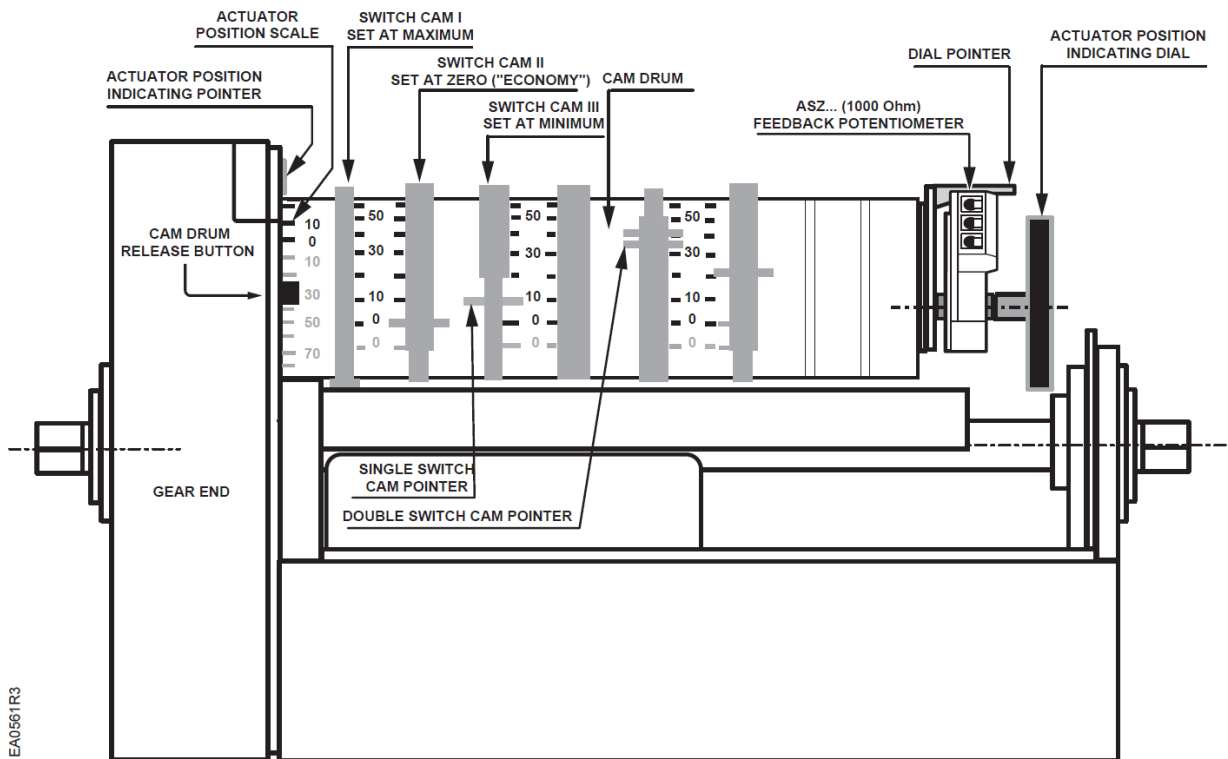 ACTUATOR
POSITION SCALE
SWITCH CAM I
SET AT MAXIMUM
ACTUATOR POSITION
INDICATING DIAL
DIAL POINTER
SWITCH CAM II
SET AT ZERO ("ECONOMY")
CAM DRUM
ACTUATOR POSITION
INDICATING POINTER
SWITCH CAM III
SET AT MINIMUM
ASZ... (1000 Ohm)
FEEDBACK POTENTIOMETER
CAM DRUM
RELEASE BUTTON
10
0
10
30
50
70
50
30
10
0
0
50
30
10
0
0
50
30
10
0
0
SINGLE SWITCH
CAM POINTER
GEAR END
DOUBLE SWITCH CAM POINTER
EA0561R3